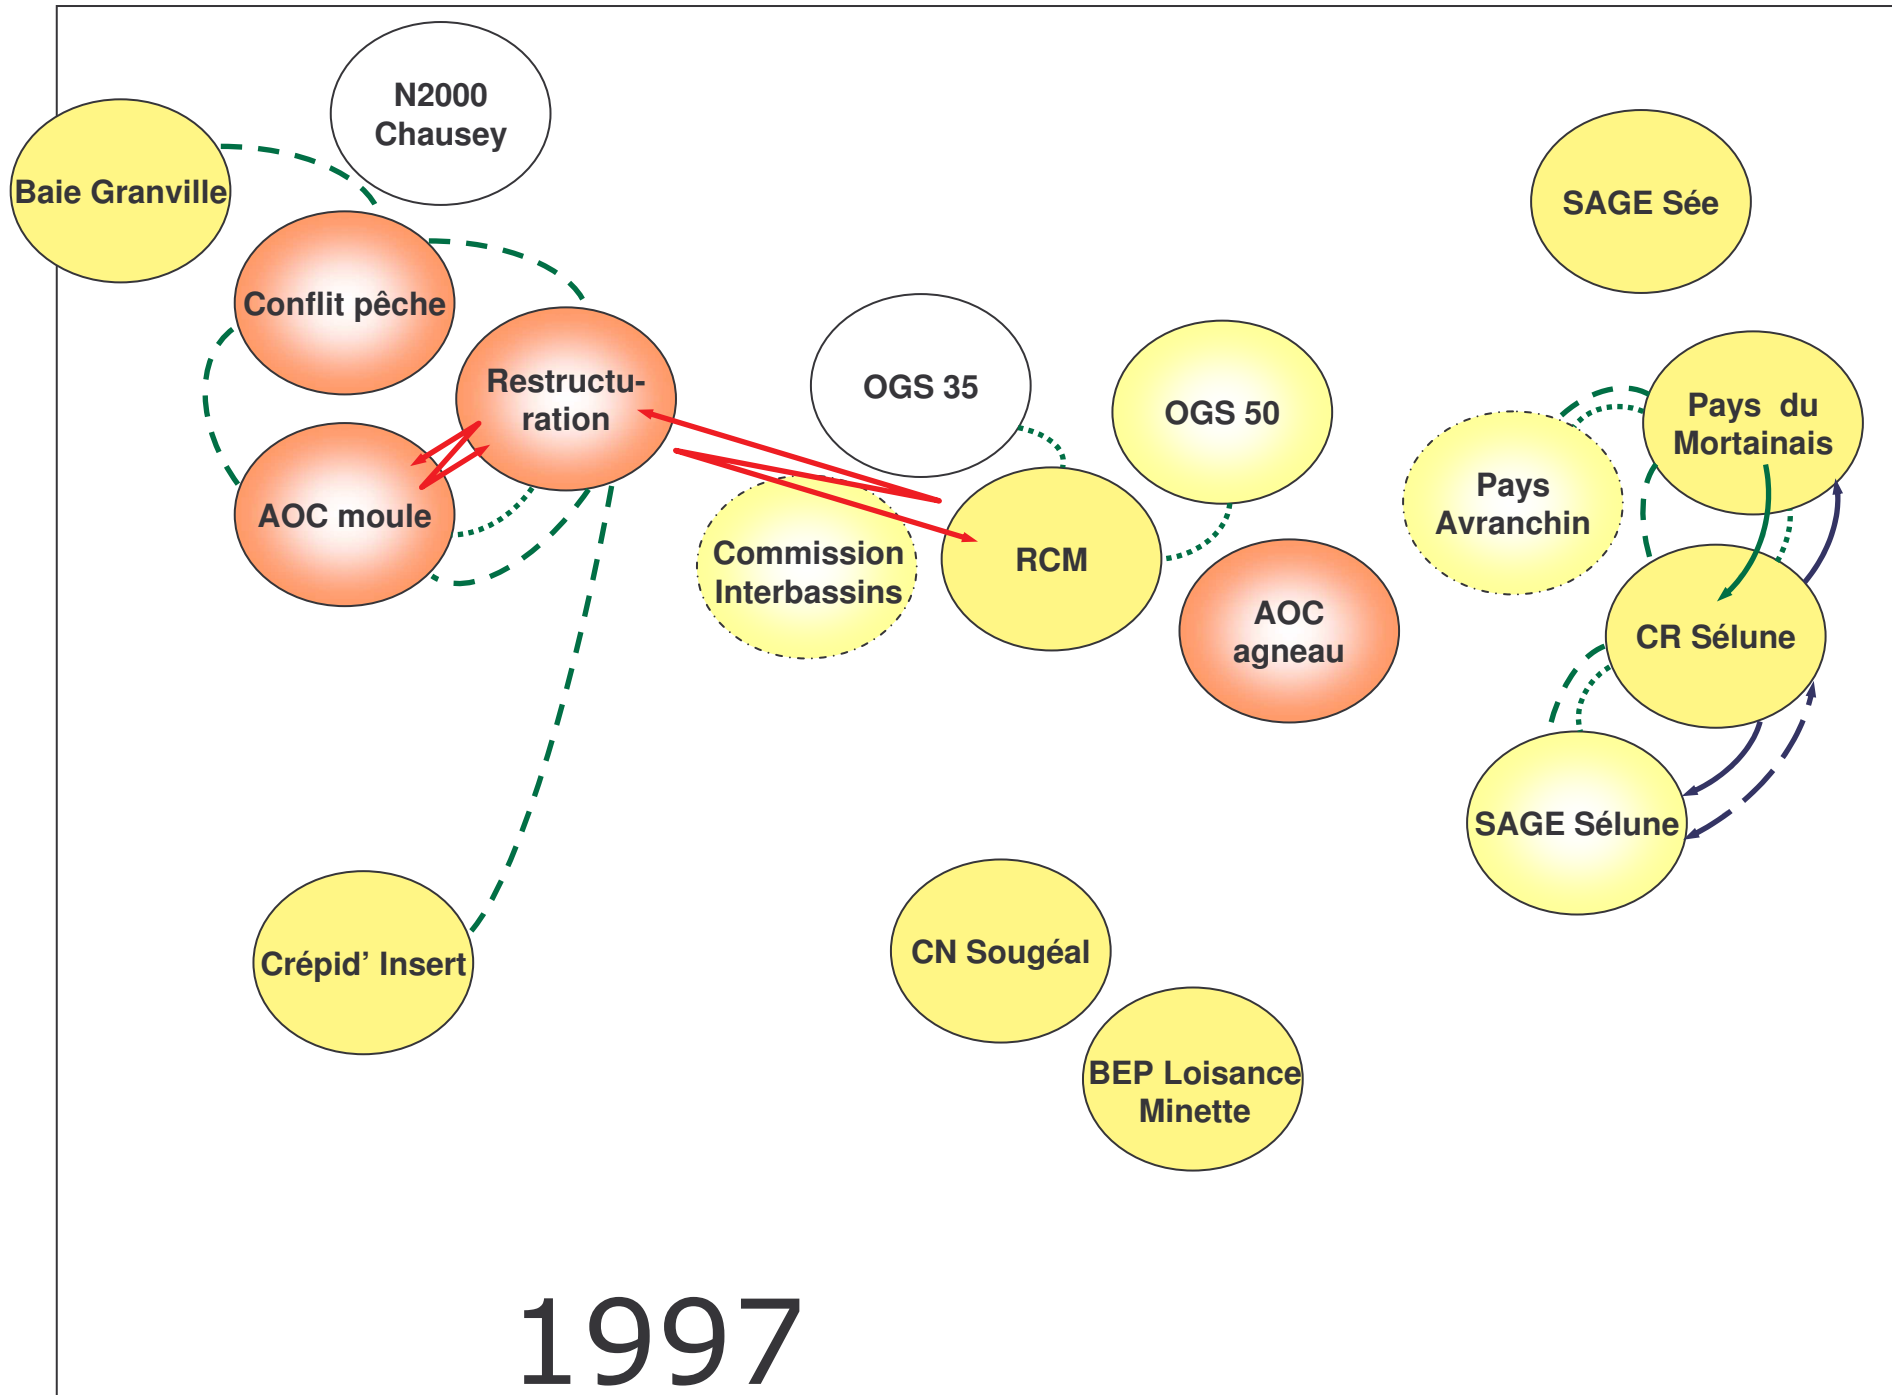 N2000
Chausey
Baie Granville
SAGE Sée
Conflit pêche
Restructu-
ration
OGS 35
OGS 50
Pays du
Mortainais
AOC moule
Pays
Avranchin
Commission
Interbassins
RCM
AOC
agneau
CR Sélune
SAGE Sélune
Crépid’ Insert
CN Sougéal
BEP Loisance
Minette
1997